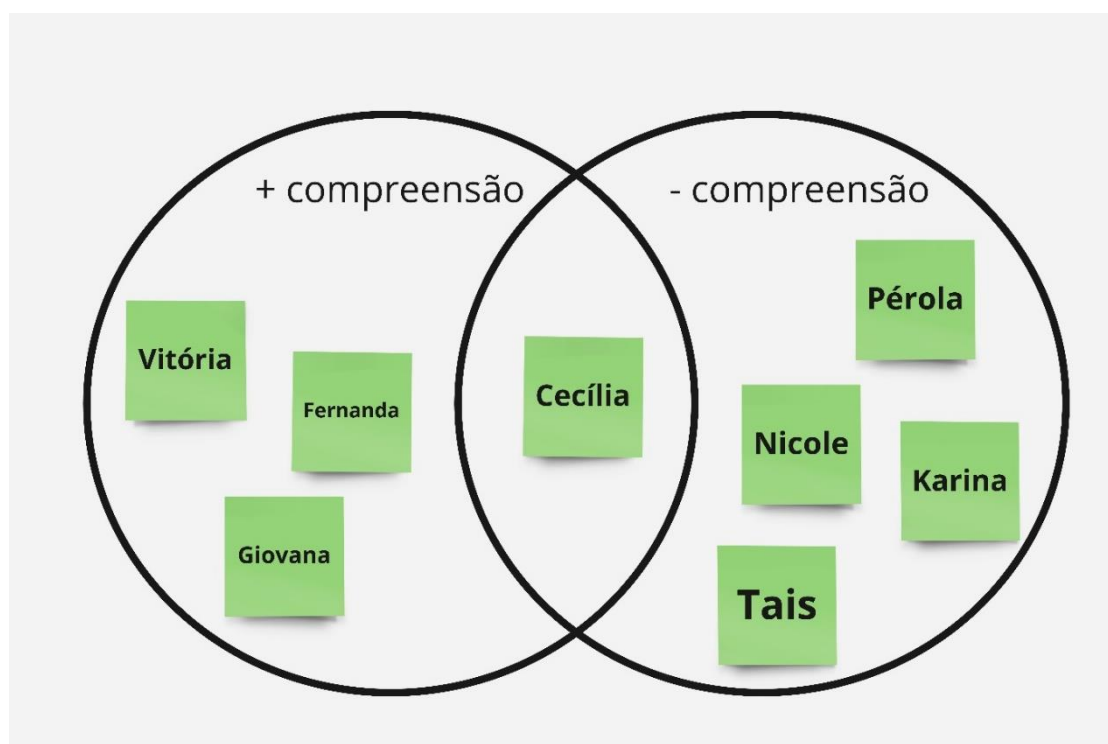 + compreensão
- compreensão
Pérola
Vitória
Fernanda
Cecília
Nicole
Karina
Giovana
Tais